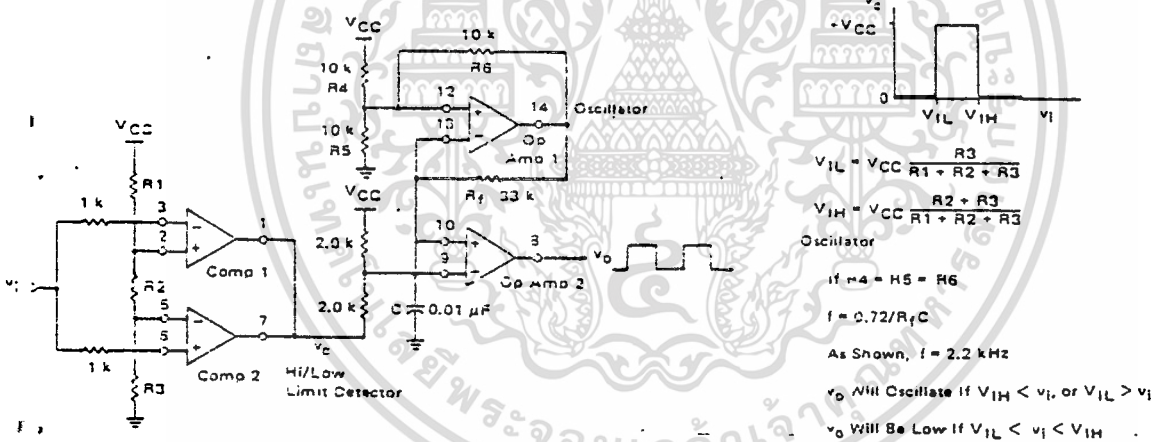 VCC
10 k
R6
10 k
R4
12
13
14
Oscillator
Op
Amp 1
10 k
R5
Rf 33 k
VCC
R1
1 k
3
2
1
Comp 1
R2
vi
5
6
7
Comp 2
1 k
R3
VCC
2.0 k
2.0 k
vc
Hi/Low
Limit Detector
10
9
8
Op Amp 2
C 0.01 µF
vo
+VCC
0
VIL VIH vi
VIL = VCC R3 / R1 + R2 + R3
VIH = VCC R2 + R3 / R1 + R2 + R3
Oscillator
If R4 = R5 = R6
f = 0.72/RfC
As Shown, f = 2.2 kHz
vo Will Oscillate If VIH < vi, or VIL > vi
vo Will Be Low If VIL < vi < VIH